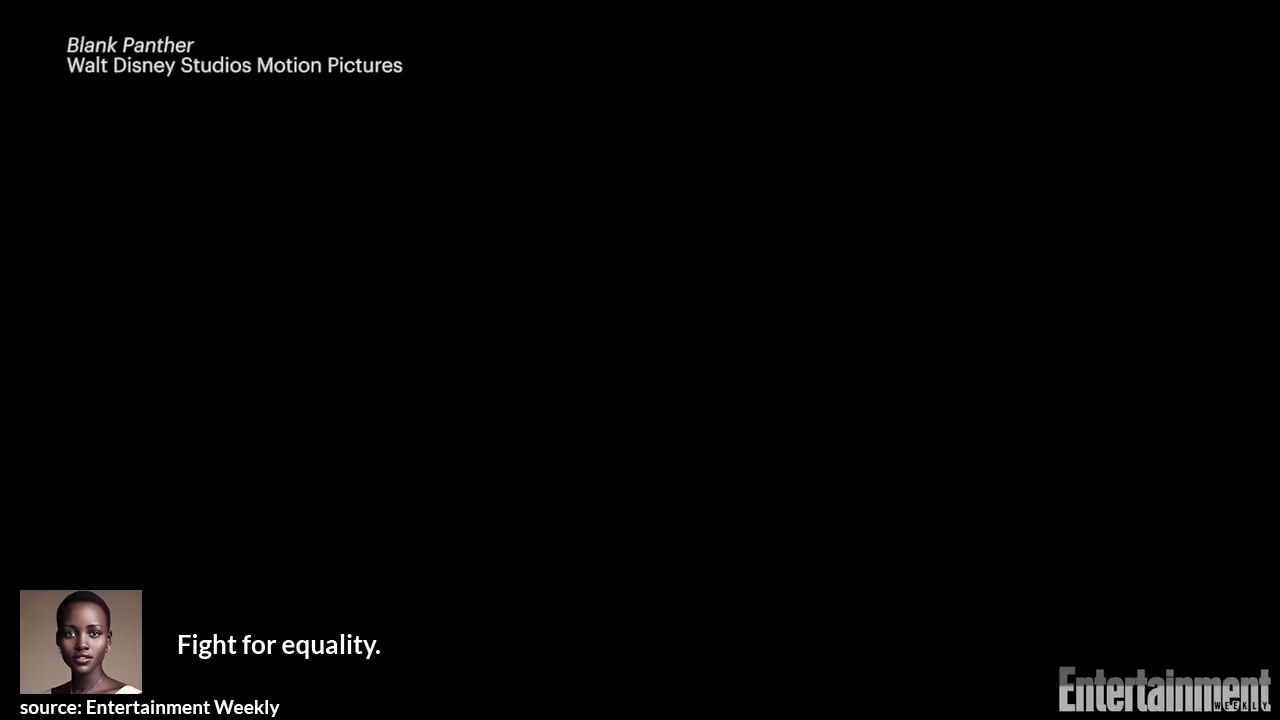 Blank Panther
Walt Disney Studios Motion Pictures
Fight for equality.
source: Entertainment Weekly
Entertainment
WEEKLY